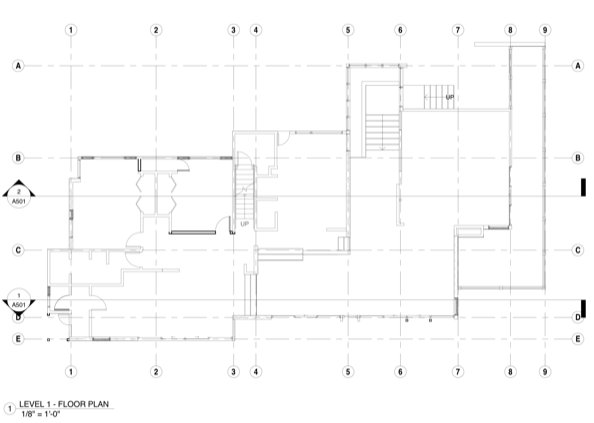 1 2 3 4 5 6 7 8 9
A A
UP
B B
2
A501
UP
C C
1
A501
D D
E E
1 2 3 4 5 6 7 8 9
1 LEVEL 1 - FLOOR PLAN
1/8" = 1'-0"